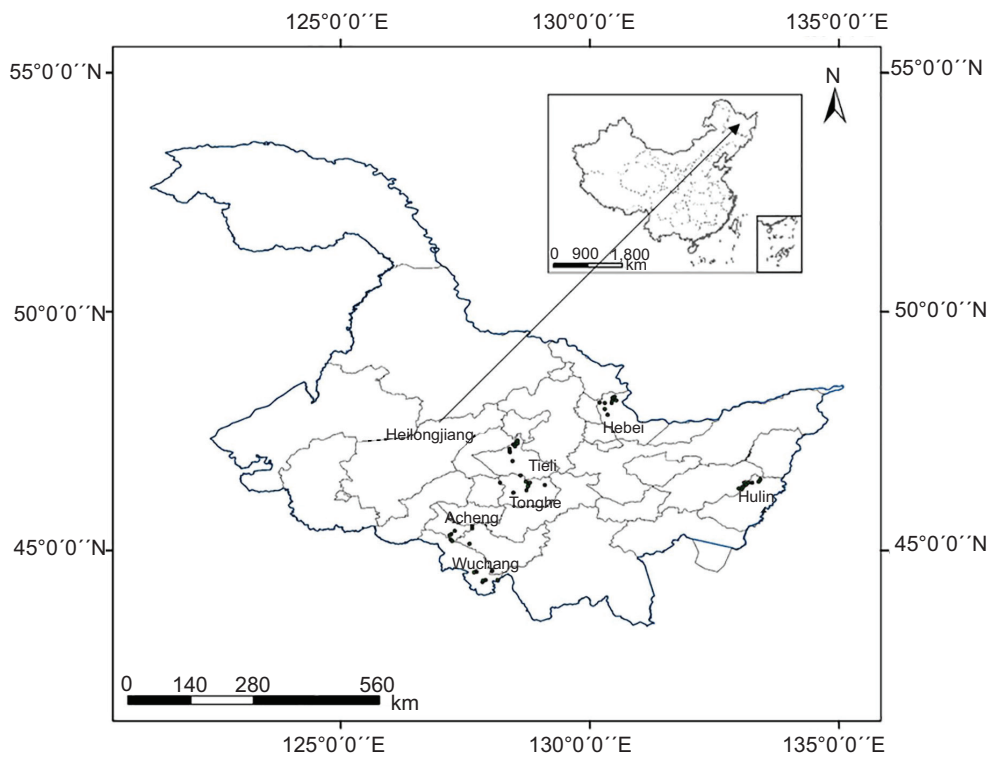 125°0′0′′E 130°0′0′′E 135°0′0′′E
55°0′0′′N 55°0′0′′N
N
0 900 1,800
km
50°0′0′′N 50°0′0′′N
Hebei
Heilongjiang
Tieli
Tonghe
Hulin
Acheng
45°0′0′′N 45°0′0′′N
Wuchang
0 140 280 560
km
125°0′0′′E 130°0′0′′E 135°0′0′′E